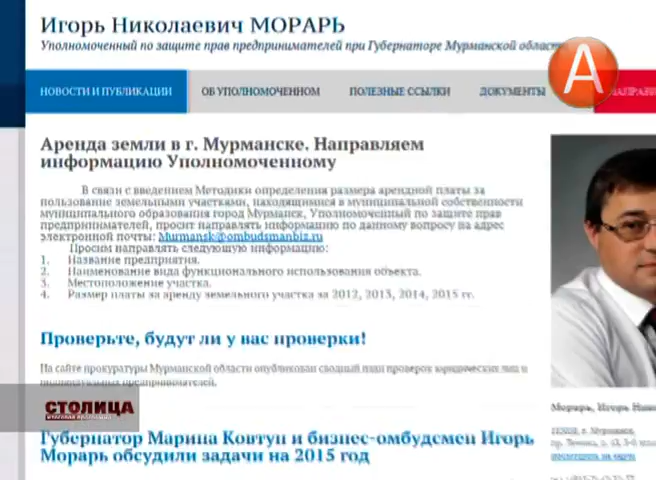 Игорь Николаевич МОРАРЬ
Уполномоченный по защите прав предпринимателей при Губернаторе Мурманской
А
НОВОСТИ И ПУБЛИКАЦИИ
ОБ УПОЛНОМОЧЕННОМ
ПОЛЕЗНЫЕ ССЫЛКИ
ДОКУМЕНТЫ
Аренда земли в г. Мурманске. Направляем
информацию Уполномоченному
В связи с введением Методики определения размера арендной платы за
пользование земельными участками, находящимися в муниципальной собственности
муниципального образования город Мурманск, Уполномоченный по защите прав
предпринимателей, просит направлять информацию по данному вопросу на адрес
электронной почты: Murmansk@ombudsmanbiz.ru
Просим направлять следующую информацию:
1. Название предприятия.
2. Наименование вида функционального использования объекта.
3. Местоположение участка.
4. Размер платы за аренду земельного участка за 2012, 2013, 2014, 2015 гг.
Проверьте, будут ли у вас проверки!
На сайте прокуратуры Мурманской области опубликован сводный план проверок юридических лиц и
индивидуальных предпринимателей.
СТОЛИЦА
Губернатор Марина Ковтун и бизнес-омбудсмен Игорь
Морарь обсудили задачи на 2015 год
Морарь, Игорь